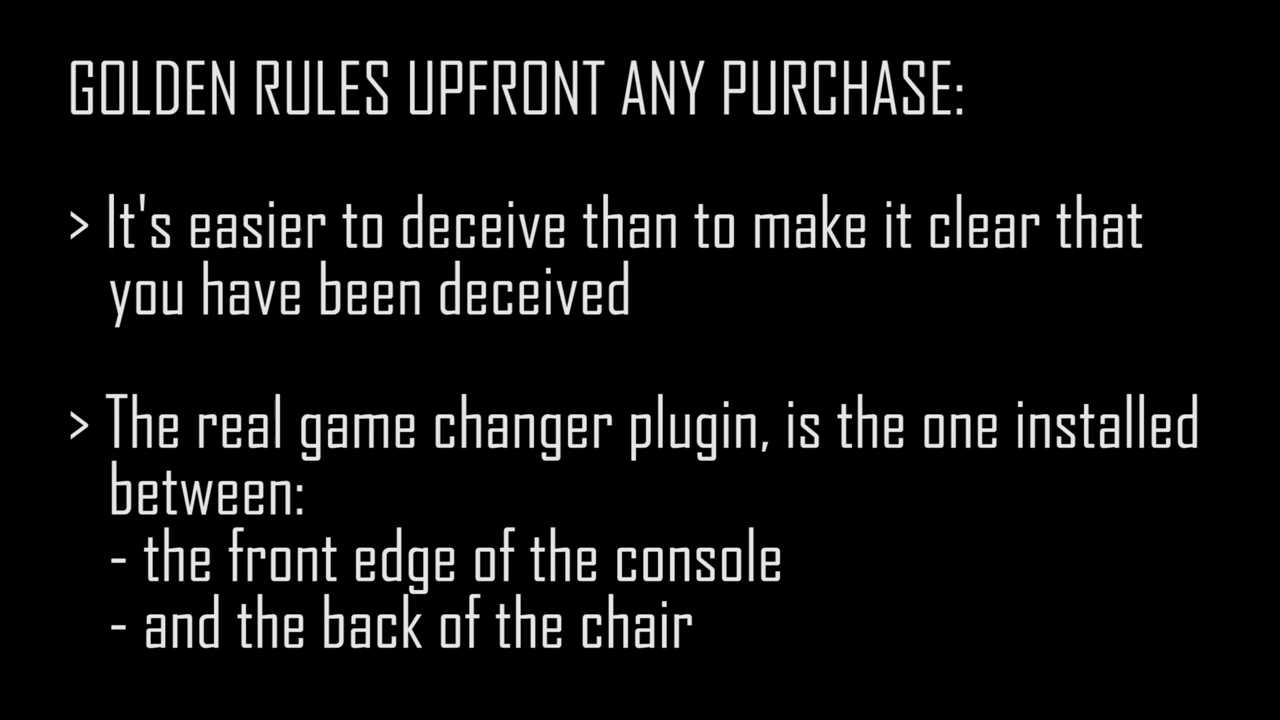 GOLDEN RULES UPFRONT ANY PURCHASE:
> It's easier to deceive than to make it clear that
you have been deceived
> The real game changer plugin, is the one installed
between:
- the front edge of the console
- and the back of the chair